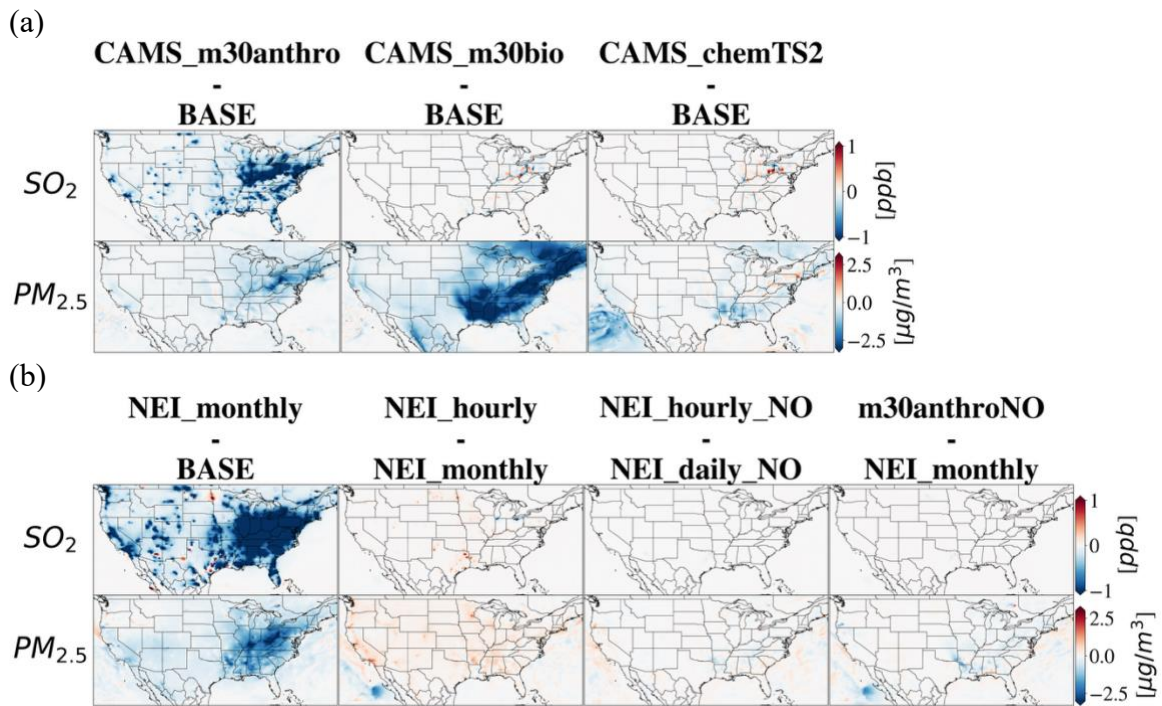 (a)
CAMS_m30anthro CAMS_m30bio CAMS_chemTS2
- - -
BASE BASE BASE
SO2
1
0
−1
[ppb]
PM2.5
2.5
0.0
−2.5
[μg/m3]
(b)
NEI_monthly NEI_hourly NEI_hourly_NO m30anthroNO
- - - -
BASE NEI_monthly NEI_daily_NO NEI_monthly
SO2
1
0
−1
[ppb]
PM2.5
2.5
0.0
−2.5
[μg/m3]